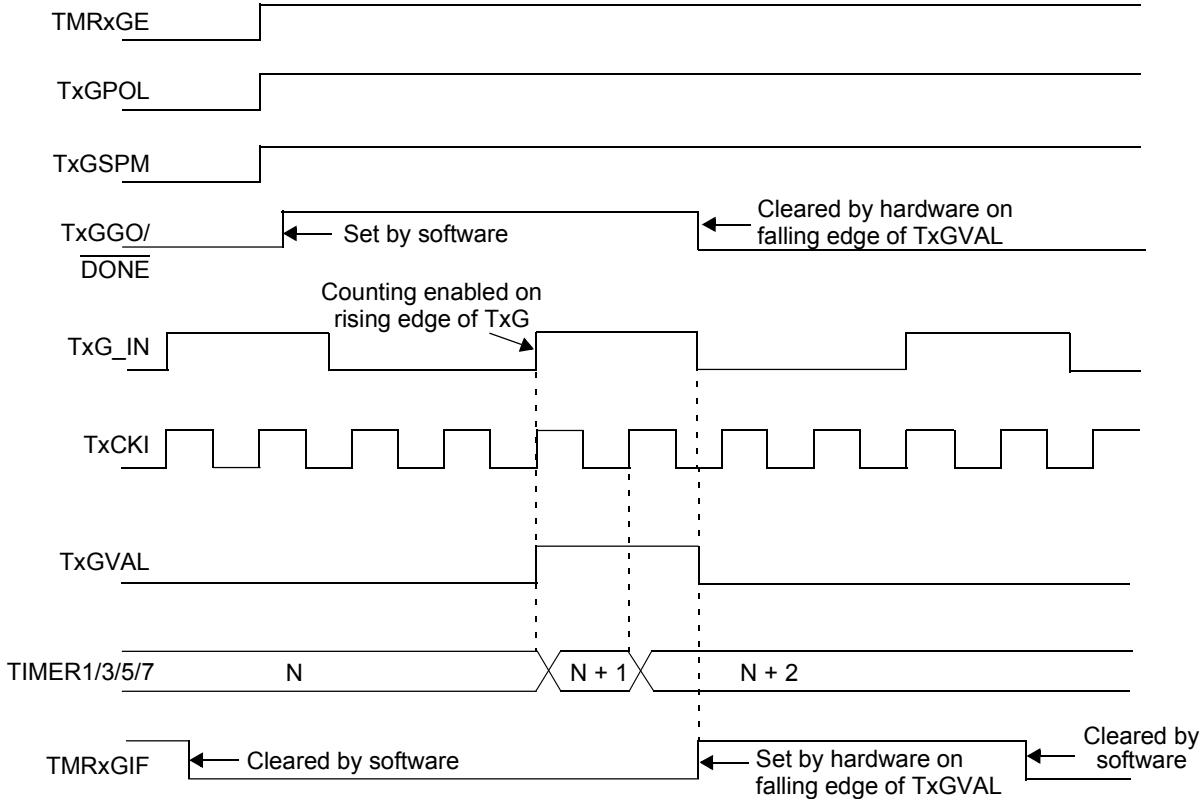 TMRxGE
TxGPOL
TxGSPM
TxGGO/
DONE
Set by software
Cleared by hardware on
falling edge of TxGVAL
Counting enabled on
rising edge of TxG
TxG_IN
TxCKI
TxGVAL
TIMER1/3/5/7
N
N + 1
N + 2
TMRxGIF
Cleared by software
Set by hardware on
falling edge of TxGVAL
Cleared by
software